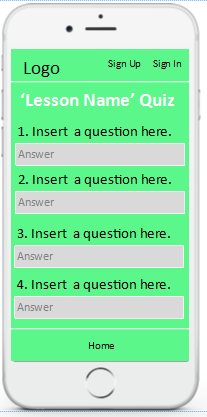 Logo Sign Up Sign In
‘Lesson Name’ Quiz
1. Insert a question here.
Answer
2. Insert a question here.
Answer
3. Insert a question here.
Answer
4. Insert a question here.
Answer
Home